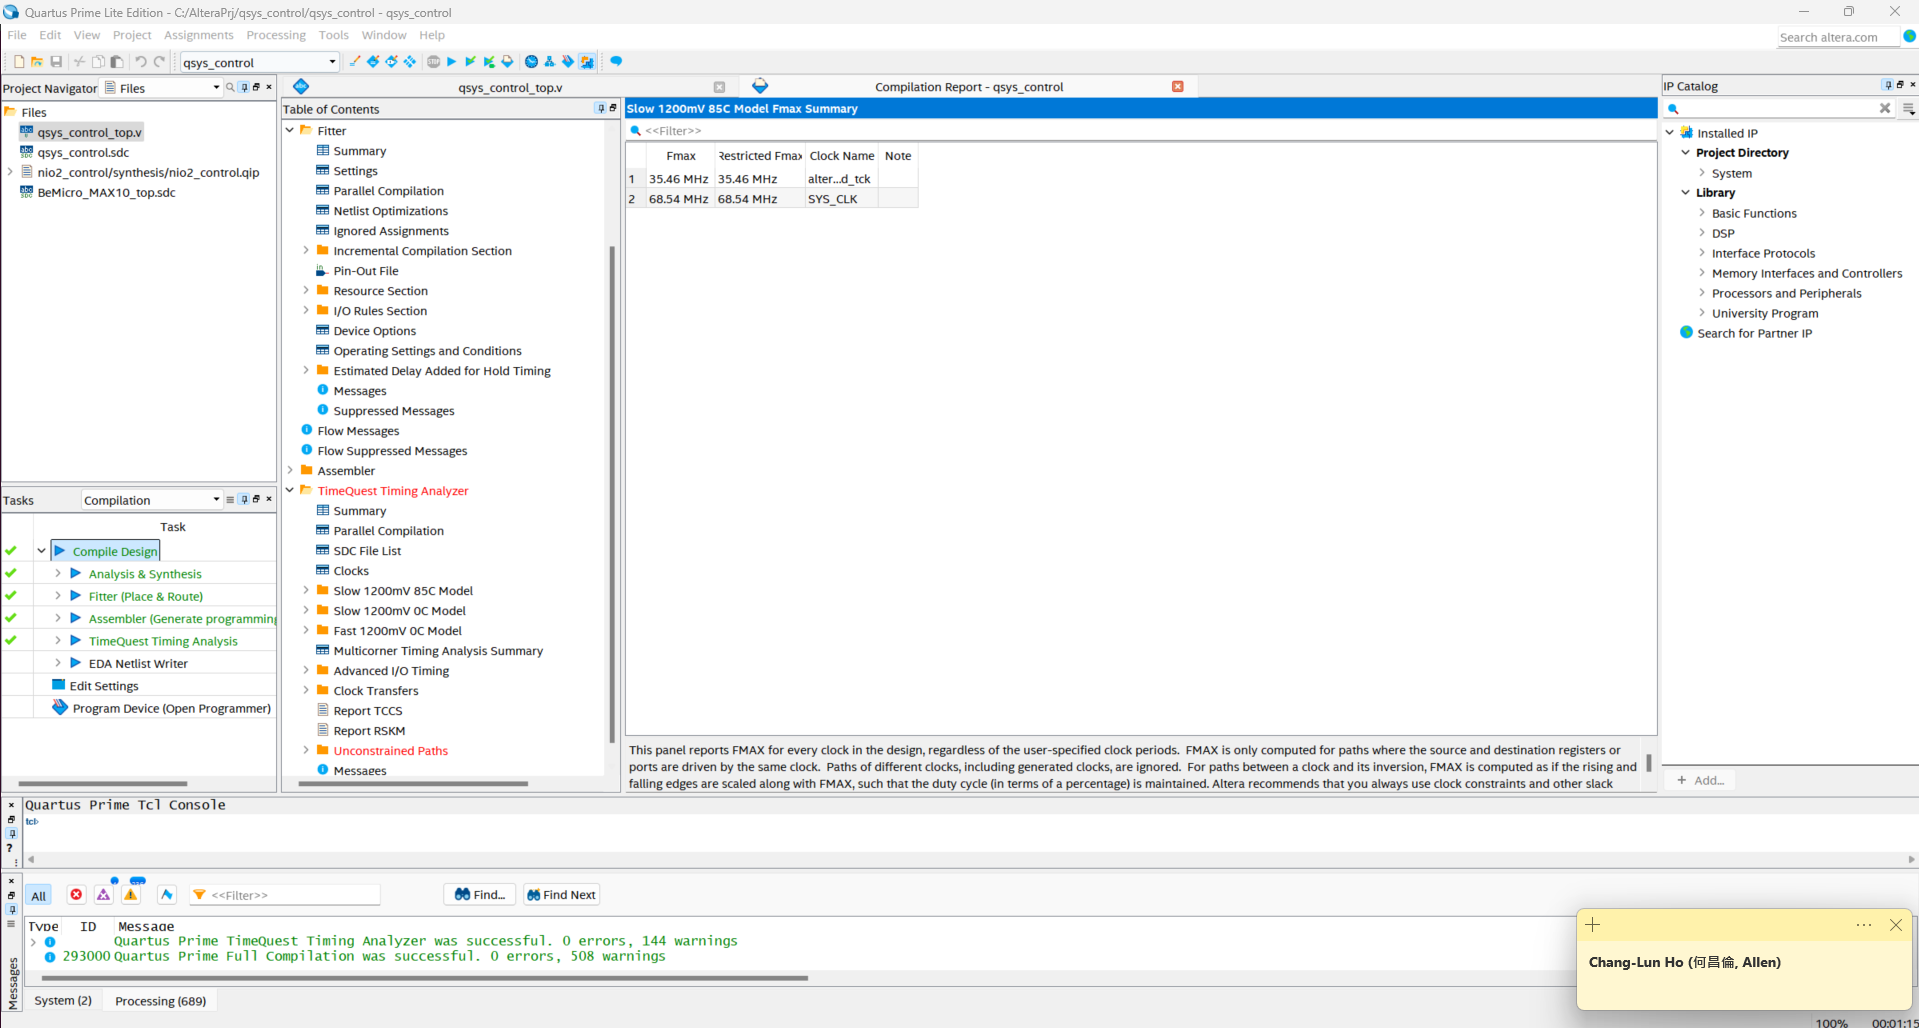 Quartus Prime Lite Edition - C:/AlteraPrj/qsys_control/qsys_control - qsys_control
File Edit View Project Assignments Processing Tools Window Help
Search altera.com
qsys_control
Project Navigator Files
Files
qsys_control_top.v
qsys_control.sdc
nio2_control/synthesis/nio2_control.qip
BeMicro_MAX10_top.sdc
Tasks Compilation
Task
Compile Design
Analysis & Synthesis
Fitter (Place & Route)
Assembler (Generate programming
TimeQuest Timing Analysis
EDA Netlist Writer
Edit Settings
Program Device (Open Programmer)
qsys_control_top.v
Compilation Report - qsys_control
Table of Contents
Fitter
Summary
Settings
Parallel Compilation
Netlist Optimizations
Ignored Assignments
Incremental Compilation Section
Pin-Out File
Resource Section
I/O Rules Section
Device Options
Operating Settings and Conditions
Estimated Delay Added for Hold Timing
Messages
Suppressed Messages
Flow Messages
Flow Suppressed Messages
Assembler
TimeQuest Timing Analyzer
Summary
Parallel Compilation
SDC File List
Clocks
Slow 1200mV 85C Model
Slow 1200mV 0C Model
Fast 1200mV 0C Model
Multicorner Timing Analysis Summary
Advanced I/O Timing
Clock Transfers
Report TCCS
Report RSKM
Unconstrained Paths
Messages
Slow 1200mV 85C Model Fmax Summary
<<Filter>>
Fmax Restricted Fmax Clock Name Note
1 35.46 MHz 35.46 MHz alter...d_tck
2 68.54 MHz 68.54 MHz SYS_CLK
This panel reports FMAX for every clock in the design, regardless of the user-specified clock periods. FMAX is only computed for paths where the source and destination registers or
ports are driven by the same clock. Paths of different clocks, including generated clocks, are ignored. For paths between a clock and its inversion, FMAX is computed as if the rising and
falling edges are scaled along with FMAX, such that the duty cycle (in terms of a percentage) is maintained. Altera recommends that you always use clock constraints and other slack
IP Catalog
Installed IP
Project Directory
System
Library
Basic Functions
DSP
Interface Protocols
Memory Interfaces and Controllers
Processors and Peripherals
University Program
Search for Partner IP
+ Add...
Quartus Prime Tcl Console
tcl>
All
<<Filter>>
Find...
Find Next
Type ID Message
Quartus Prime TimeQuest Timing Analyzer was successful. 0 errors, 144 warnings
293000 Quartus Prime Full Compilation was successful. 0 errors, 508 warnings
Messages
System (2) Processing (689)
Chang-Lun Ho (何昌倫, Allen)
100% 00:01:15